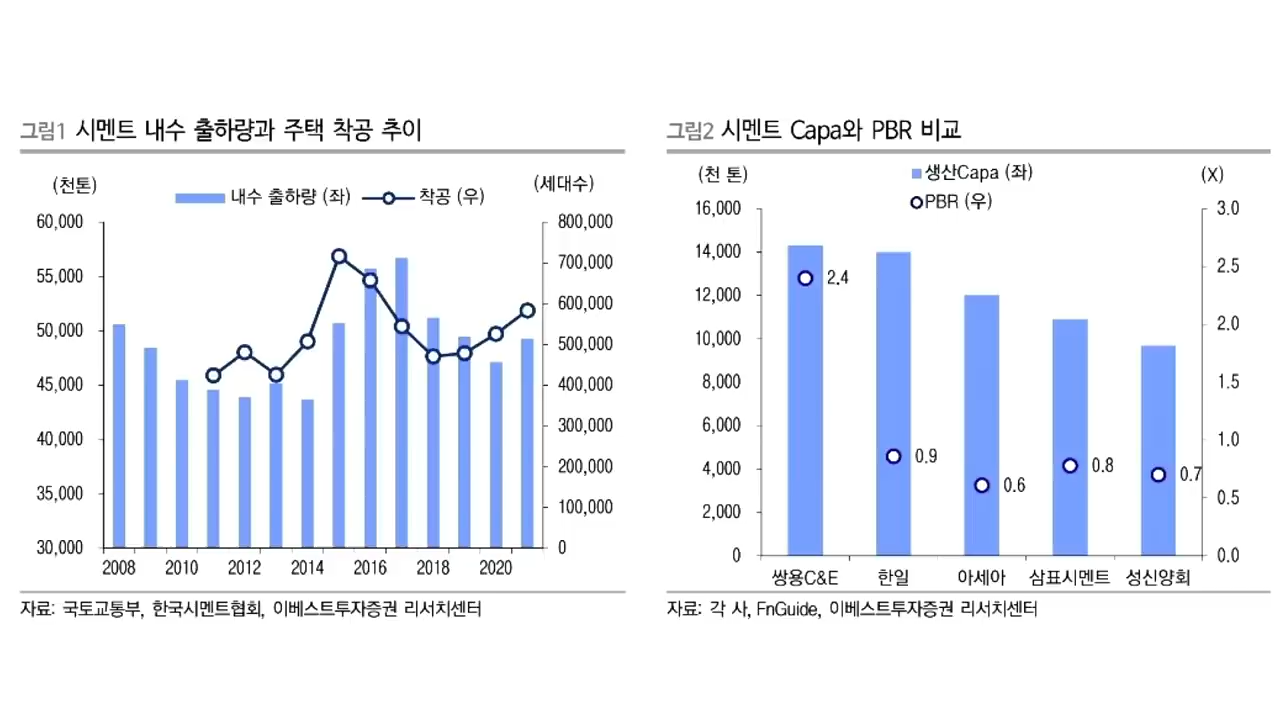 그림1 시멘트 내수 출하량과 주택 착공 추이
(천톤)
내수 출하량 (좌)
착공 (우)
(세대수)
60,000
55,000
50,000
45,000
40,000
35,000
30,000
800,000
700,000
600,000
500,000
400,000
300,000
200,000
100,000
0
2008 2010 2012 2014 2016 2018 2020
자료: 국토교통부, 한국시멘트협회, 이베스트투자증권 리서치센터
그림2 시멘트 Capa와 PBR 비교
(천 톤)
생산Capa (좌)
PBR (우)
(X)
16,000
14,000
12,000
10,000
8,000
6,000
4,000
2,000
0
2.4
0.9
0.6
0.8
0.7
3.0
2.5
2.0
1.5
1.0
0.5
0.0
쌍용C&E 한일 아세아 삼표시멘트 성신양회
자료: 각 사, FnGuide, 이베스트투자증권 리서치센터